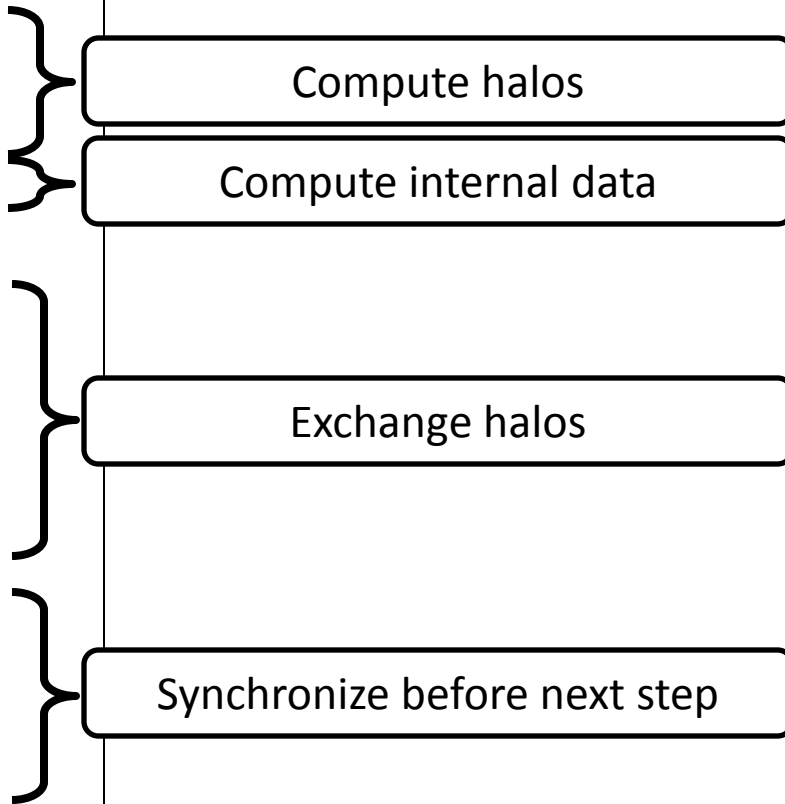 Compute halos
Compute internal data
Exchange halos
Synchronize before next step